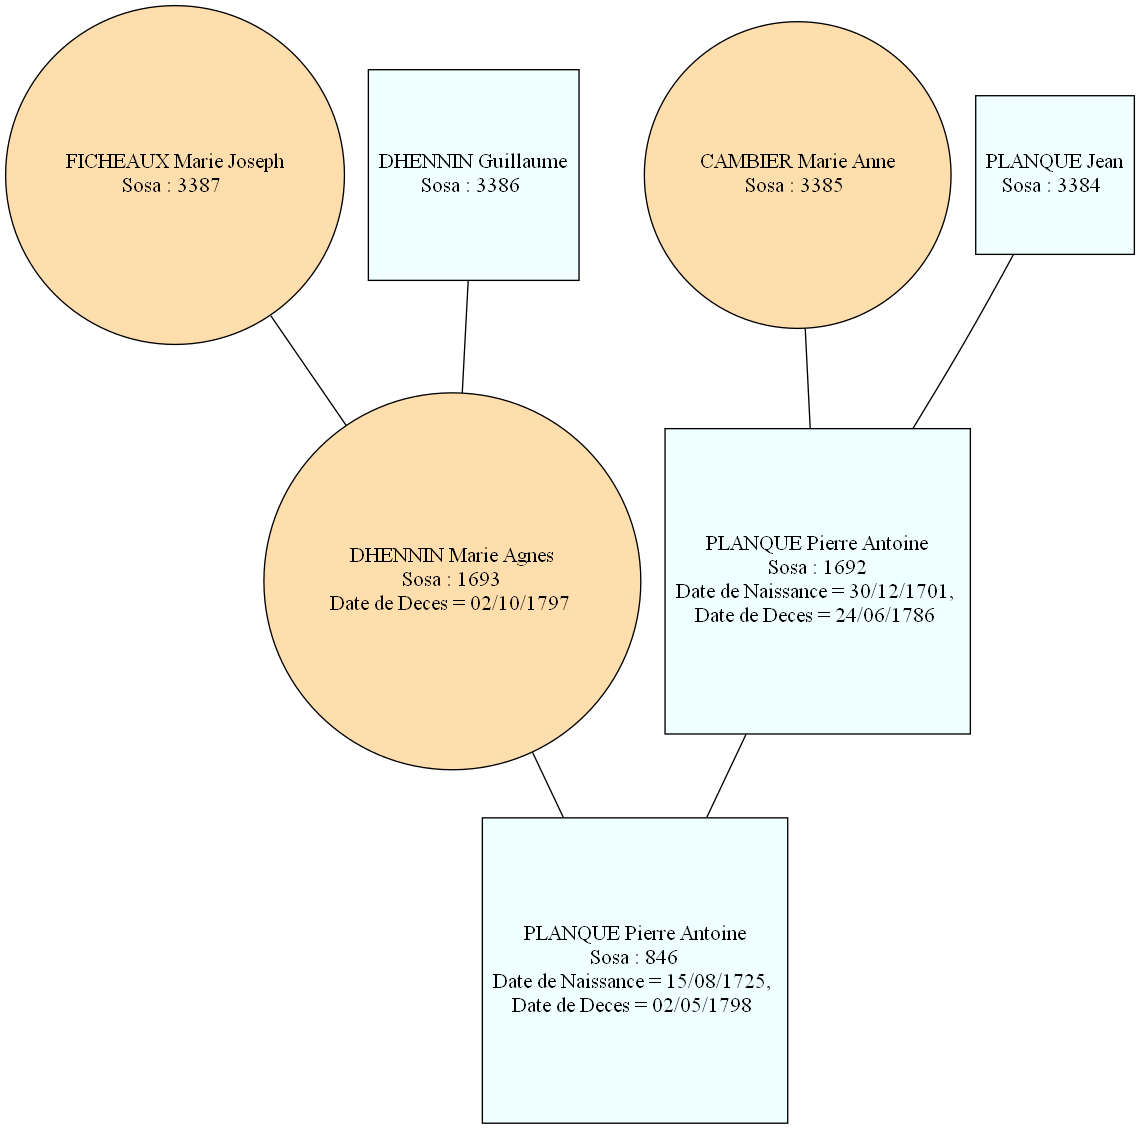 FICHEAUX Marie Joseph
Sosa : 3387
DHENNIN Guillaume
Sosa : 3386
CAMBIER Marie Anne
Sosa : 3385
PLANQUE Jean
Sosa : 3384
DHENNIN Marie Agnes
Sosa : 1693
Date de Deces = 02/10/1797
PLANQUE Pierre Antoine
Sosa : 1692
Date de Naissance = 30/12/1701,
Date de Deces = 24/06/1786
PLANQUE Pierre Antoine
Sosa : 846
Date de Naissance = 15/08/1725,
Date de Deces = 02/05/1798